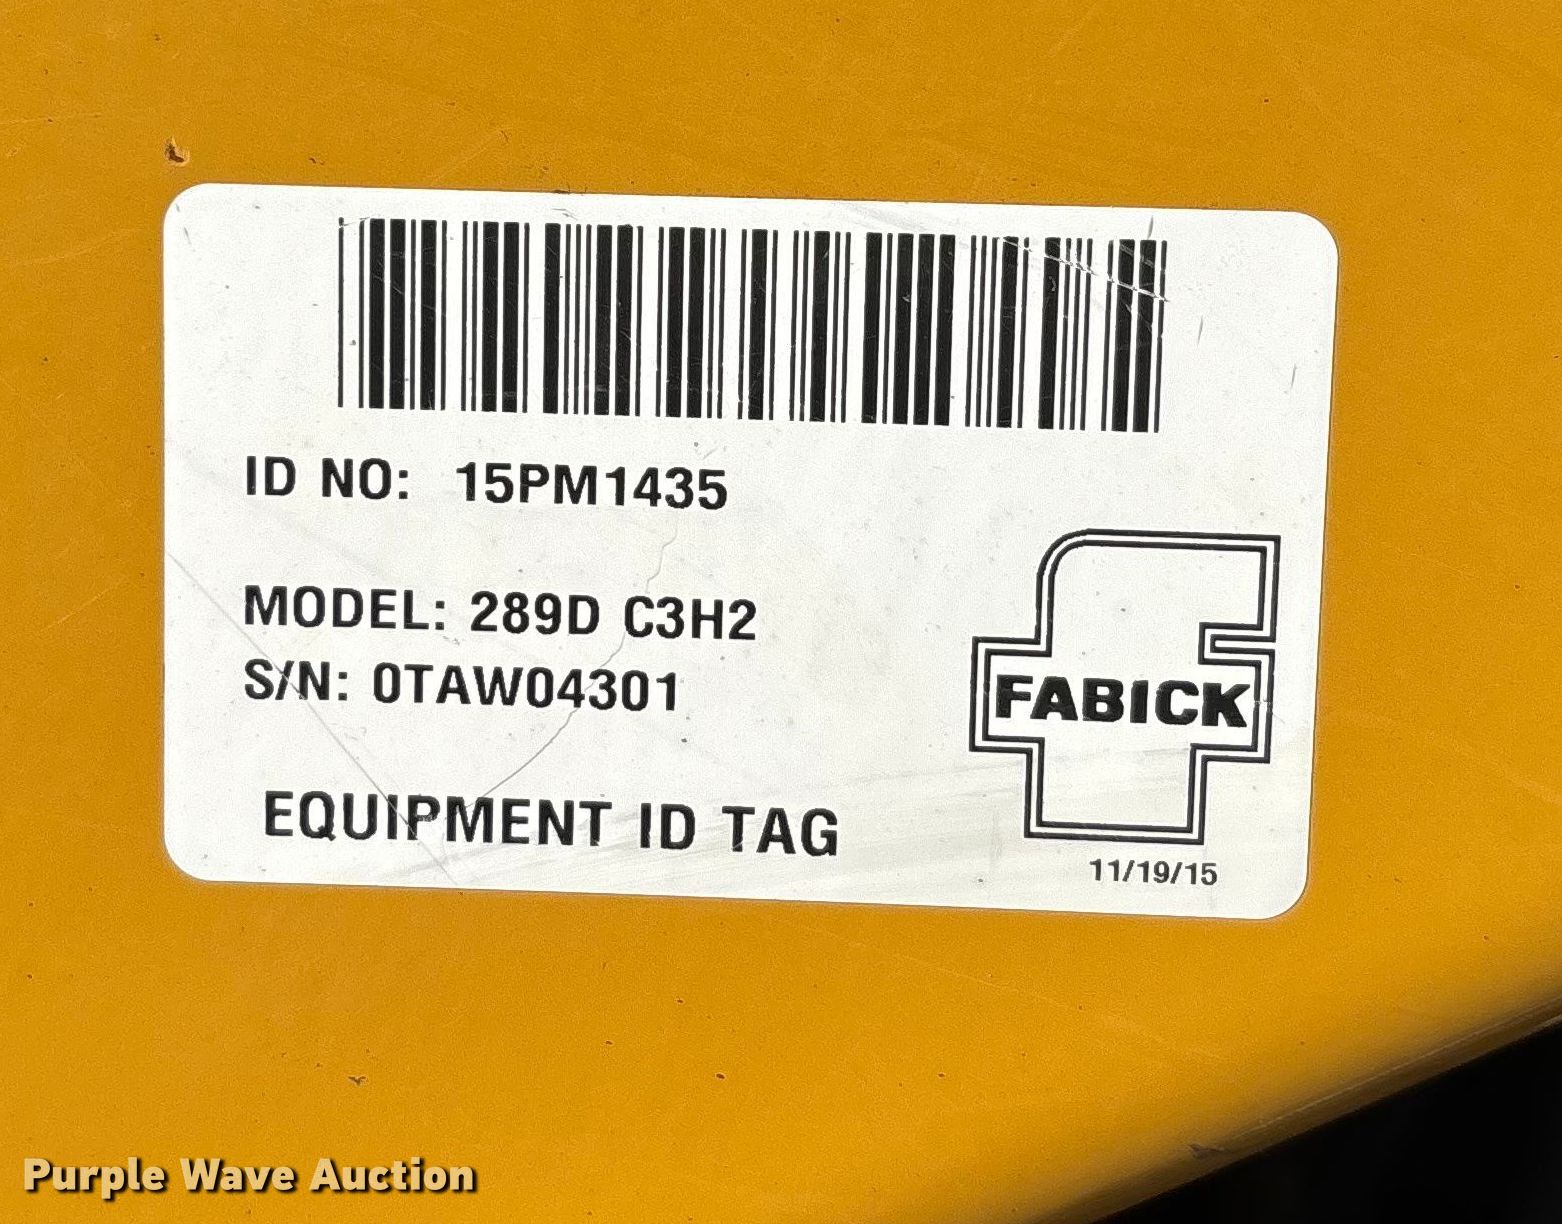 ID NO: 15PM1435
MODEL: 289D C3H2
S/N: 0TAW04301
FABICK
EQUIPMENT ID TAG
11/19/15
Purple Wave Auction